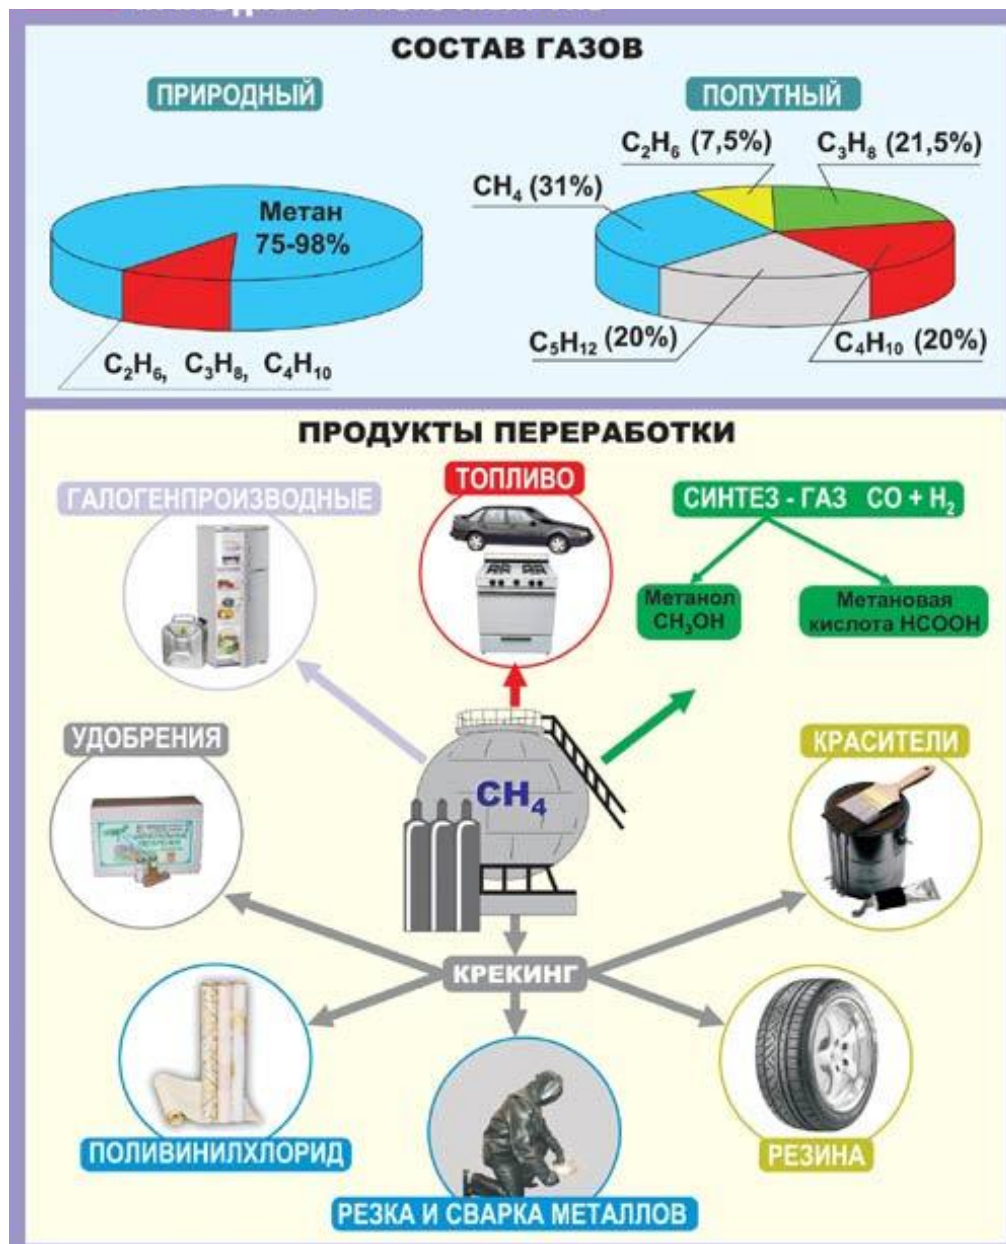 СОСТАВ ГАЗОВ
ПРИРОДНЫЙ
ПОПУТНЫЙ
Метан
75-98%
C₂H₆, C₃H₈, C₄H₁₀
C₂H₆ (7,5%)
C₃H₈ (21,5%)
CH₄ (31%)
C₅H₁₂ (20%)
C₄H₁₀ (20%)
ПРОДУКТЫ ПЕРЕРАБОТКИ
ГАЛОГЕНПРОИЗВОДНЫЕ
ТОПЛИВО
СИНТЕЗ - ГАЗ CO + H₂
Метанол
CH₃OH
Метановая
кислота HCOOH
УДОБРЕНИЯ
CH₄
КРАСИТЕЛИ
КРЕКИНГ
ПОЛИВИНИЛХЛОРИД
РЕЗКА И СВАРКА МЕТАЛЛОВ
РЕЗИНА